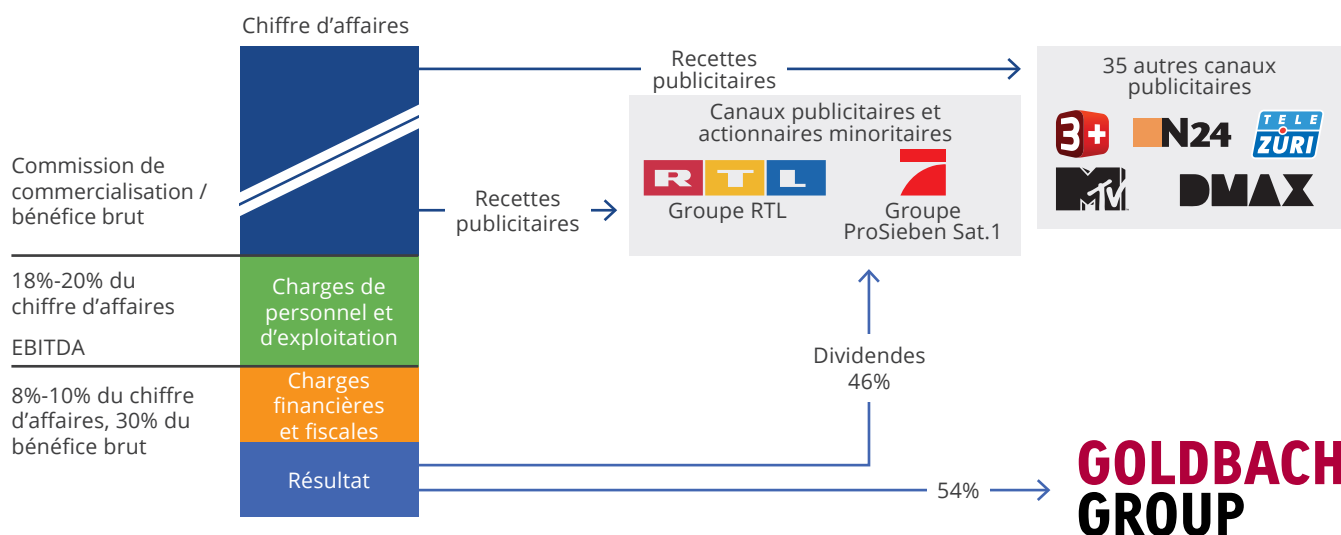 Chiffre d’affaires
Commission de
commercialisation /
bénéfice brut
18%-20% du
chiffre d’affaires
EBITDA
8%-10% du chiffre
d’affaires, 30% du
bénéfice brut
Charges de
personnel et
d’exploitation
Charges
financières
et fiscales
Résultat
Recettes
publicitaires
Recettes
publicitaires
Canaux publicitaires et
actionnaires minoritaires
RTL
Groupe RTL
7
Groupe
ProSieben Sat.1
35 autres canaux
publicitaires
3+
N24
TELE
ZÜRI
MTV
DMAX
Dividendes
46%
54%
GOLDBACH
GROUP